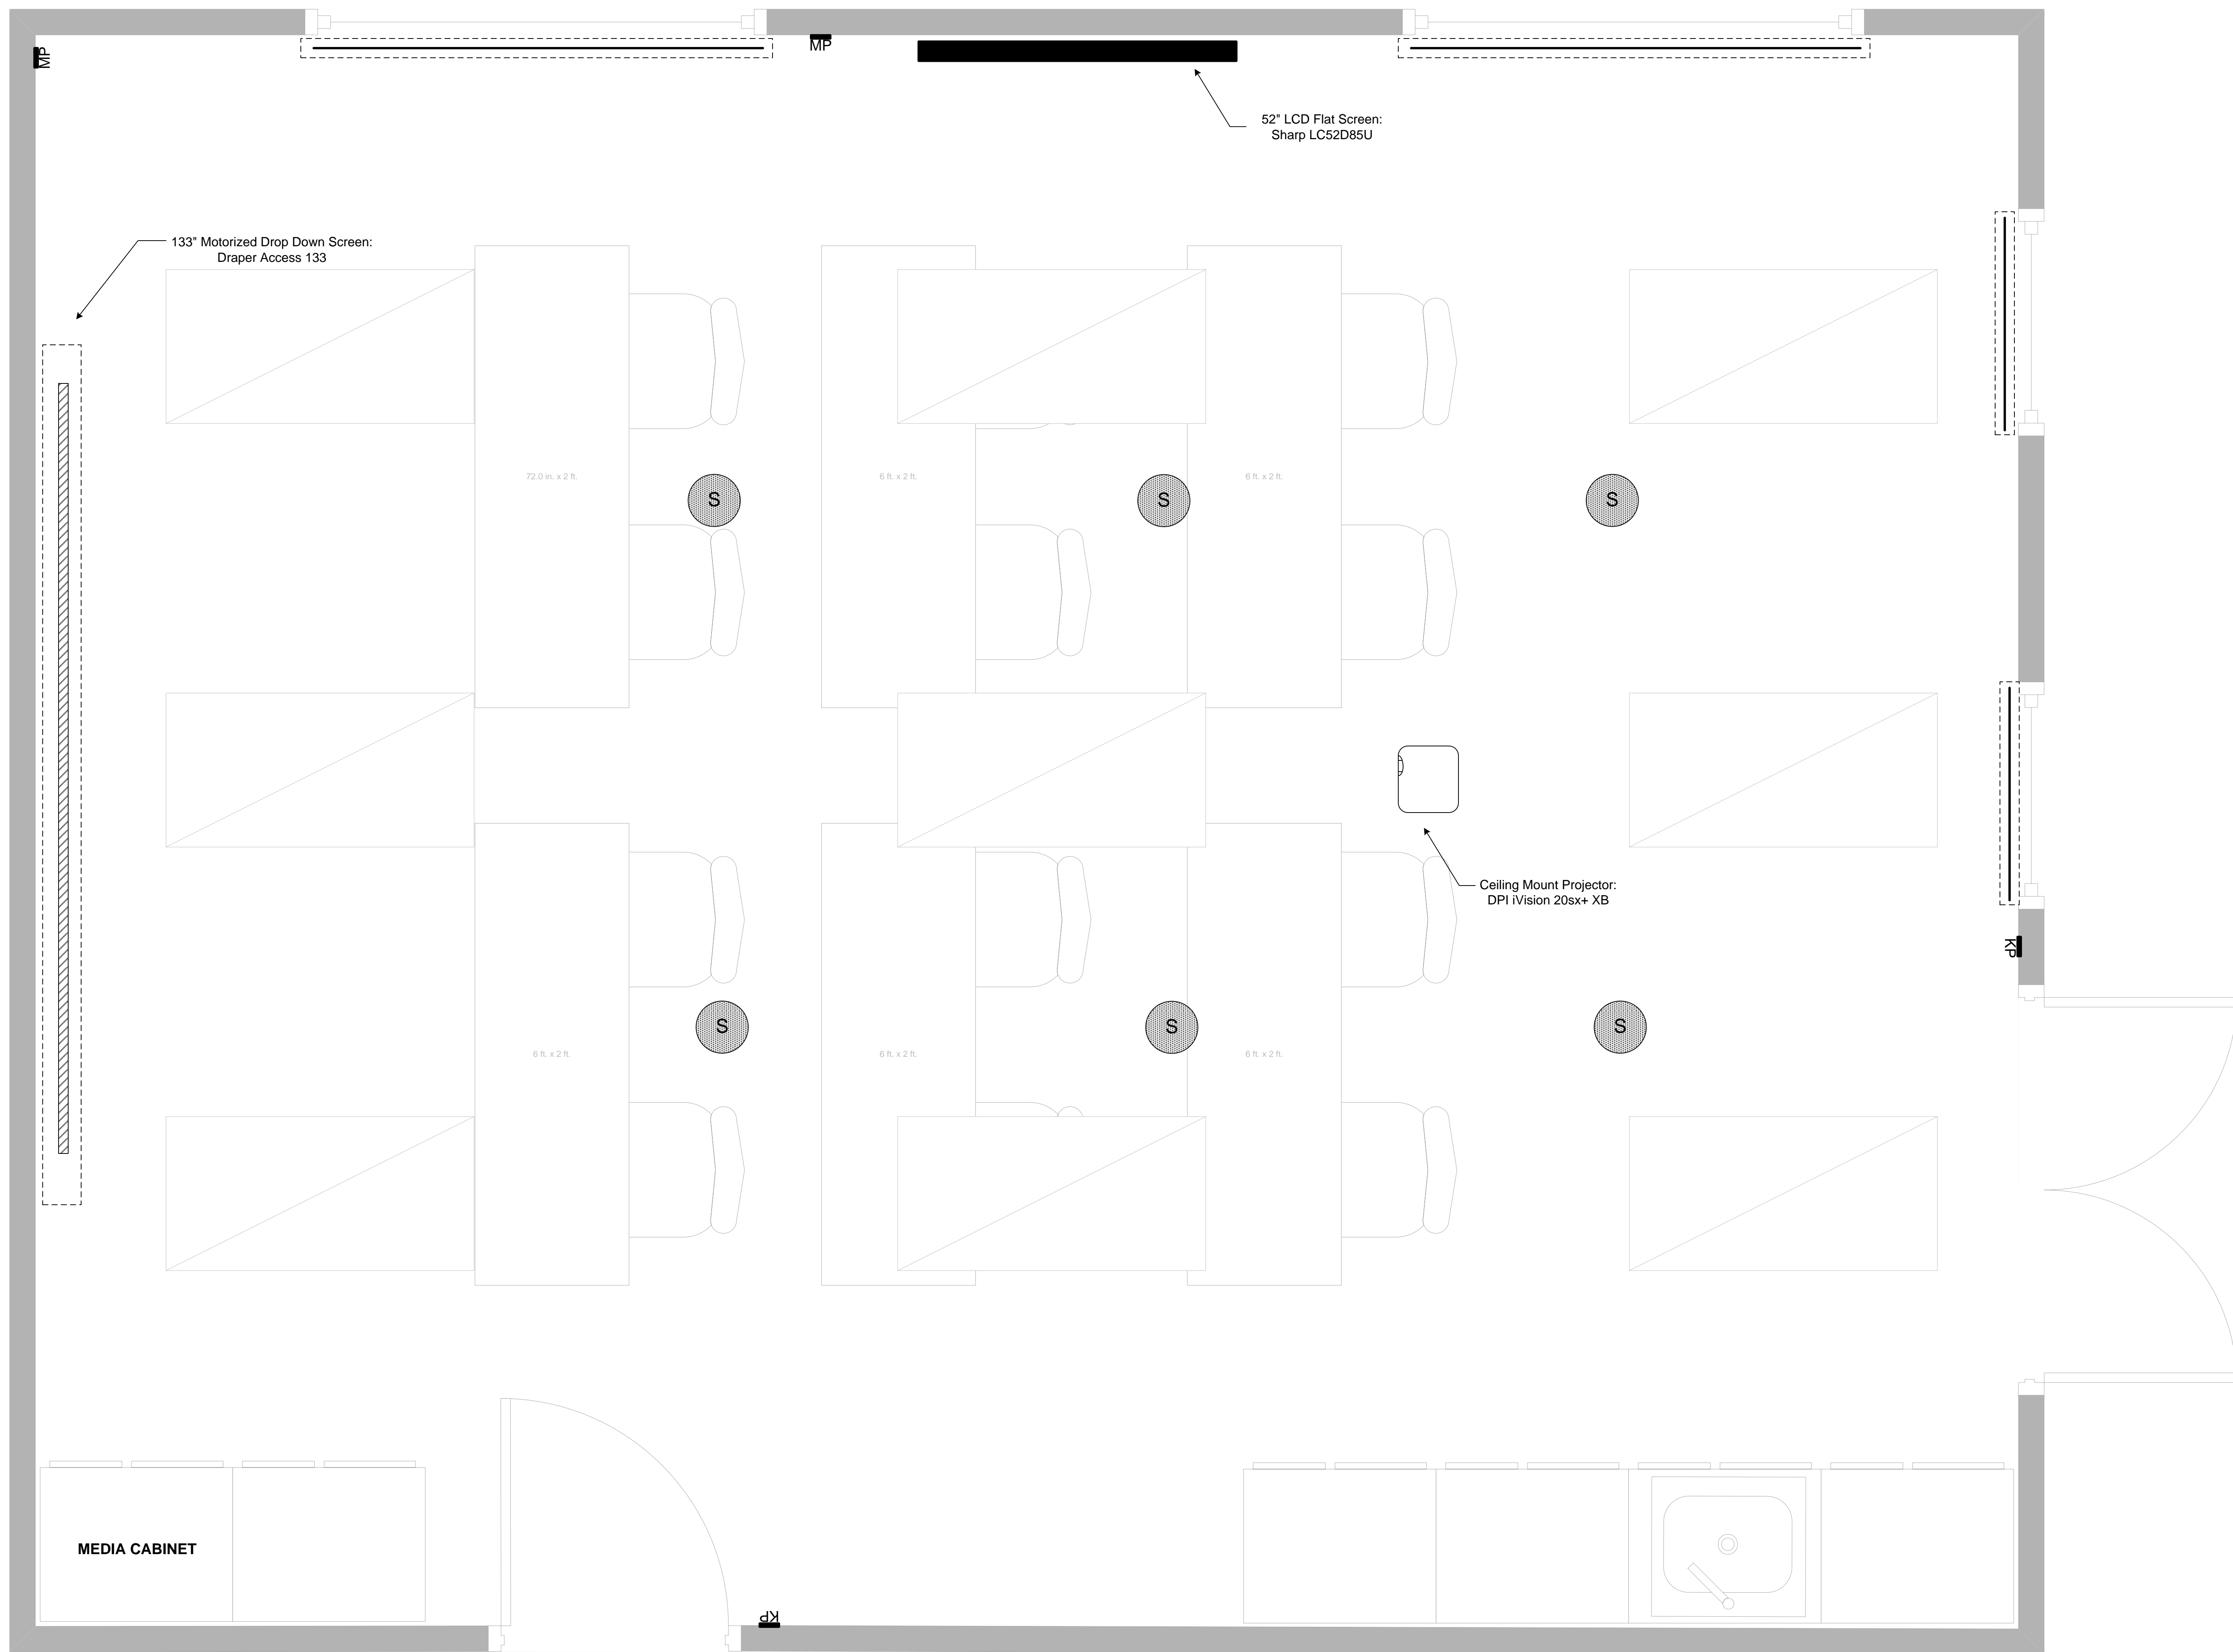 MP
MP
52" LCD Flat Screen:
Sharp LC52D85U
133" Motorized Drop Down Screen:
Draper Access 133
72.0 in. x 2 ft.
6 ft. x 2 ft.
6 ft. x 2 ft.
S
S
S
Ceiling Mount Projector:
DPI iVision 20sx+ XB
KP
S
S
S
6 ft. x 2 ft.
6 ft. x 2 ft.
6 ft. x 2 ft.
MEDIA CABINET
KP